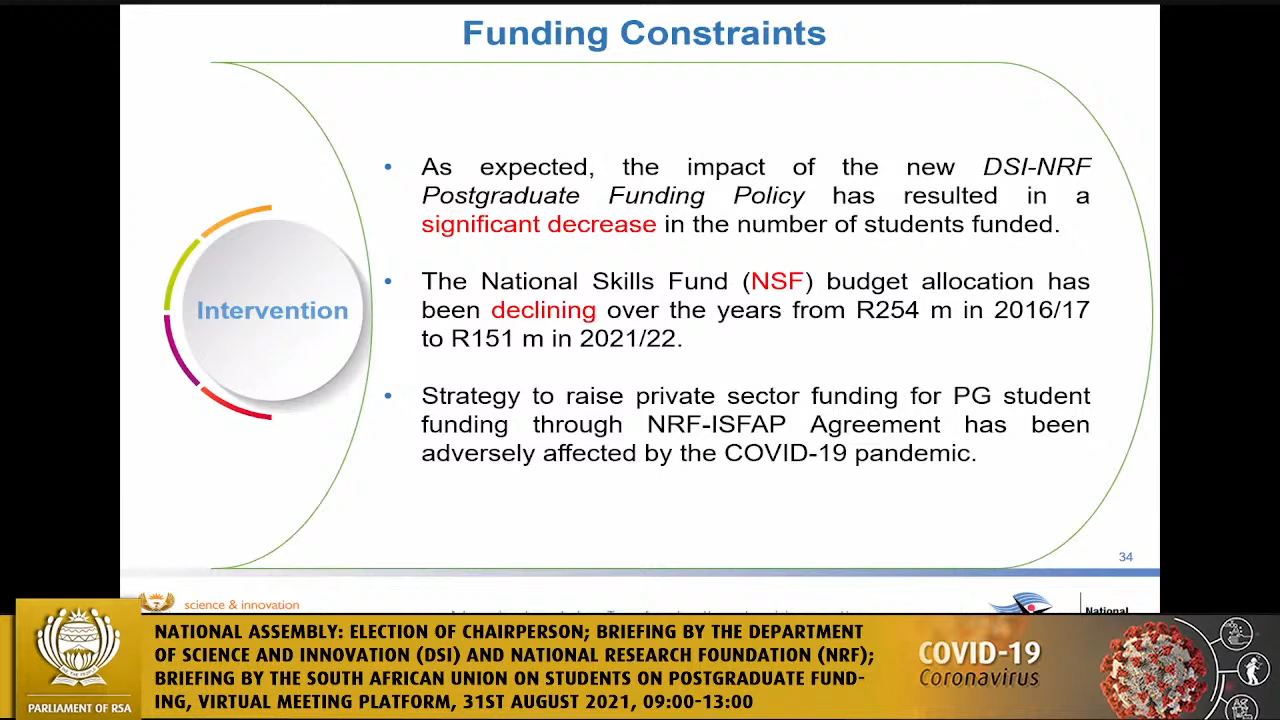 Funding Constraints
• As expected, the impact of the new DSI-NRF
Postgraduate Funding Policy has resulted in a
significant decrease in the number of students funded.
• The National Skills Fund (NSF) budget allocation has
been declining over the years from R254 m in 2016/17
to R151 m in 2021/22.
• Strategy to raise private sector funding for PG student
funding through NRF-ISFAP Agreement has been
adversely affected by the COVID-19 pandemic.
Intervention
34
science & innovation
National
NATIONAL ASSEMBLY: ELECTION OF CHAIRPERSON; BRIEFING BY THE DEPARTMENT
OF SCIENCE AND INNOVATION (DSI) AND NATIONAL RESEARCH FOUNDATION (NRF);
BRIEFING BY THE SOUTH AFRICAN UNION ON STUDENTS ON POSTGRADUATE FUND-
ING, VIRTUAL MEETING PLATFORM, 31ST AUGUST 2021, 09:00-13:00
PARLIAMENT OF RSA
COVID-19
Coronavirus